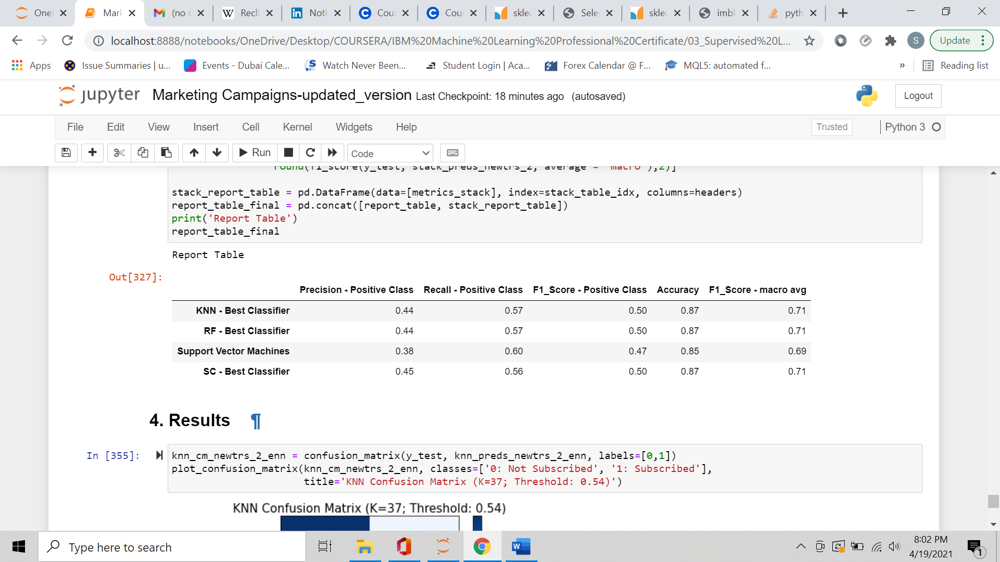 Onel
Mark
(no s
Recli
Noti
Cour
Cour
sklea
Sele
sklea
imbl
pyth
localhost:8888/notebooks/OneDrive/Desktop/COURSERA/IBM%20Machine%20Learning%20Professional%20Certificate/03_Supervised%20L...
S
Update
Apps
Issue Summaries | u...
Events - Dubai Cale...
Watch Never Been...
Student Login | Aca...
Forex Calendar @ F...
MQL5: automated f...
»
Reading list
jupyter Marketing Campaigns-updated_version Last Checkpoint: 18 minutes ago (autosaved)
Logout
File Edit View Insert Cell Kernel Widgets Help
Trusted
Python 3
Run
Code
round(f1_score(y_test, stack_preds_newtrs_2, average = 'macro'),2)]
stack_report_table = pd.DataFrame(data=[metrics_stack], index=stack_table_idx, columns=headers)
report_table_final = pd.concat([report_table, stack_report_table])
print('Report Table')
report_table_final
Report Table
Out[327]:
Precision - Positive Class Recall - Positive Class F1_Score - Positive Class Accuracy F1_Score - macro avg
KNN - Best Classifier 0.44 0.57 0.50 0.87 0.71
RF - Best Classifier 0.44 0.57 0.50 0.87 0.71
Support Vector Machines 0.38 0.60 0.47 0.85 0.69
SC - Best Classifier 0.45 0.56 0.50 0.87 0.71
4. Results ¶
In [355]:
knn_cm_newtrs_2_enn = confusion_matrix(y_test, knn_preds_newtrs_2_enn, labels=[0,1])
plot_confusion_matrix(knn_cm_newtrs_2_enn, classes=['0: Not Subscribed', '1: Subscribed'],
title='KNN Confusion Matrix (K=37; Threshold: 0.54)')
KNN Confusion Matrix (K=37; Threshold: 0.54)
Type here to search
8:02 PM
4/19/2021
1